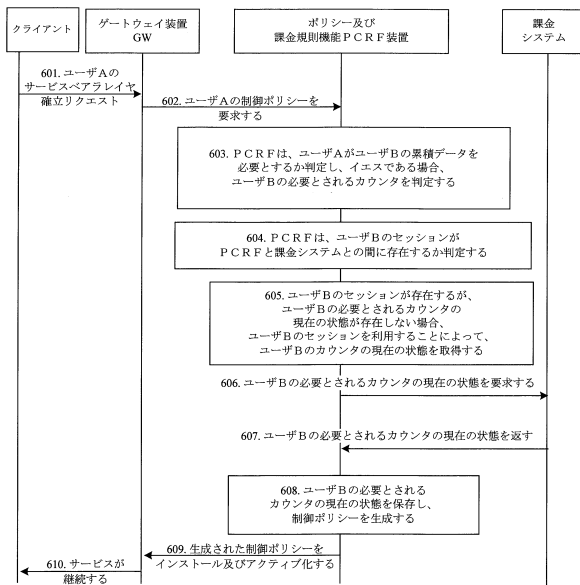 クライアント
ゲートウェイ装置
GW
ポリシー及び
課金規則機能PCRF装置
課金
システム
601. ユーザAの
サービスベアラレイヤ
確立リクエスト
602. ユーザAの制御ポリシーを
要求する
603. PCRFは、ユーザAがユーザBの累積データを
必要とするか判定し、イエスである場合、
ユーザBの必要とされるカウンタを判定する
604. PCRFは、ユーザBのセッションが
PCRFと課金システムとの間に存在するか判定する
605. ユーザBのセッションが存在するが、
ユーザBの必要とされるカウンタの
現在の状態が存在しない場合、
ユーザBのセッションを利用することによって、
ユーザBのカウンタの現在の状態を取得する
606. ユーザBの必要とされるカウンタの現在の状態を要求する
607. ユーザBの必要とされるカウンタの現在の状態を返す
608. ユーザBの必要とされる
カウンタの現在の状態を保存し、
制御ポリシーを生成する
609. 生成された制御ポリシーを
インストール及びアクティブ化する
610. サービスが
継続する